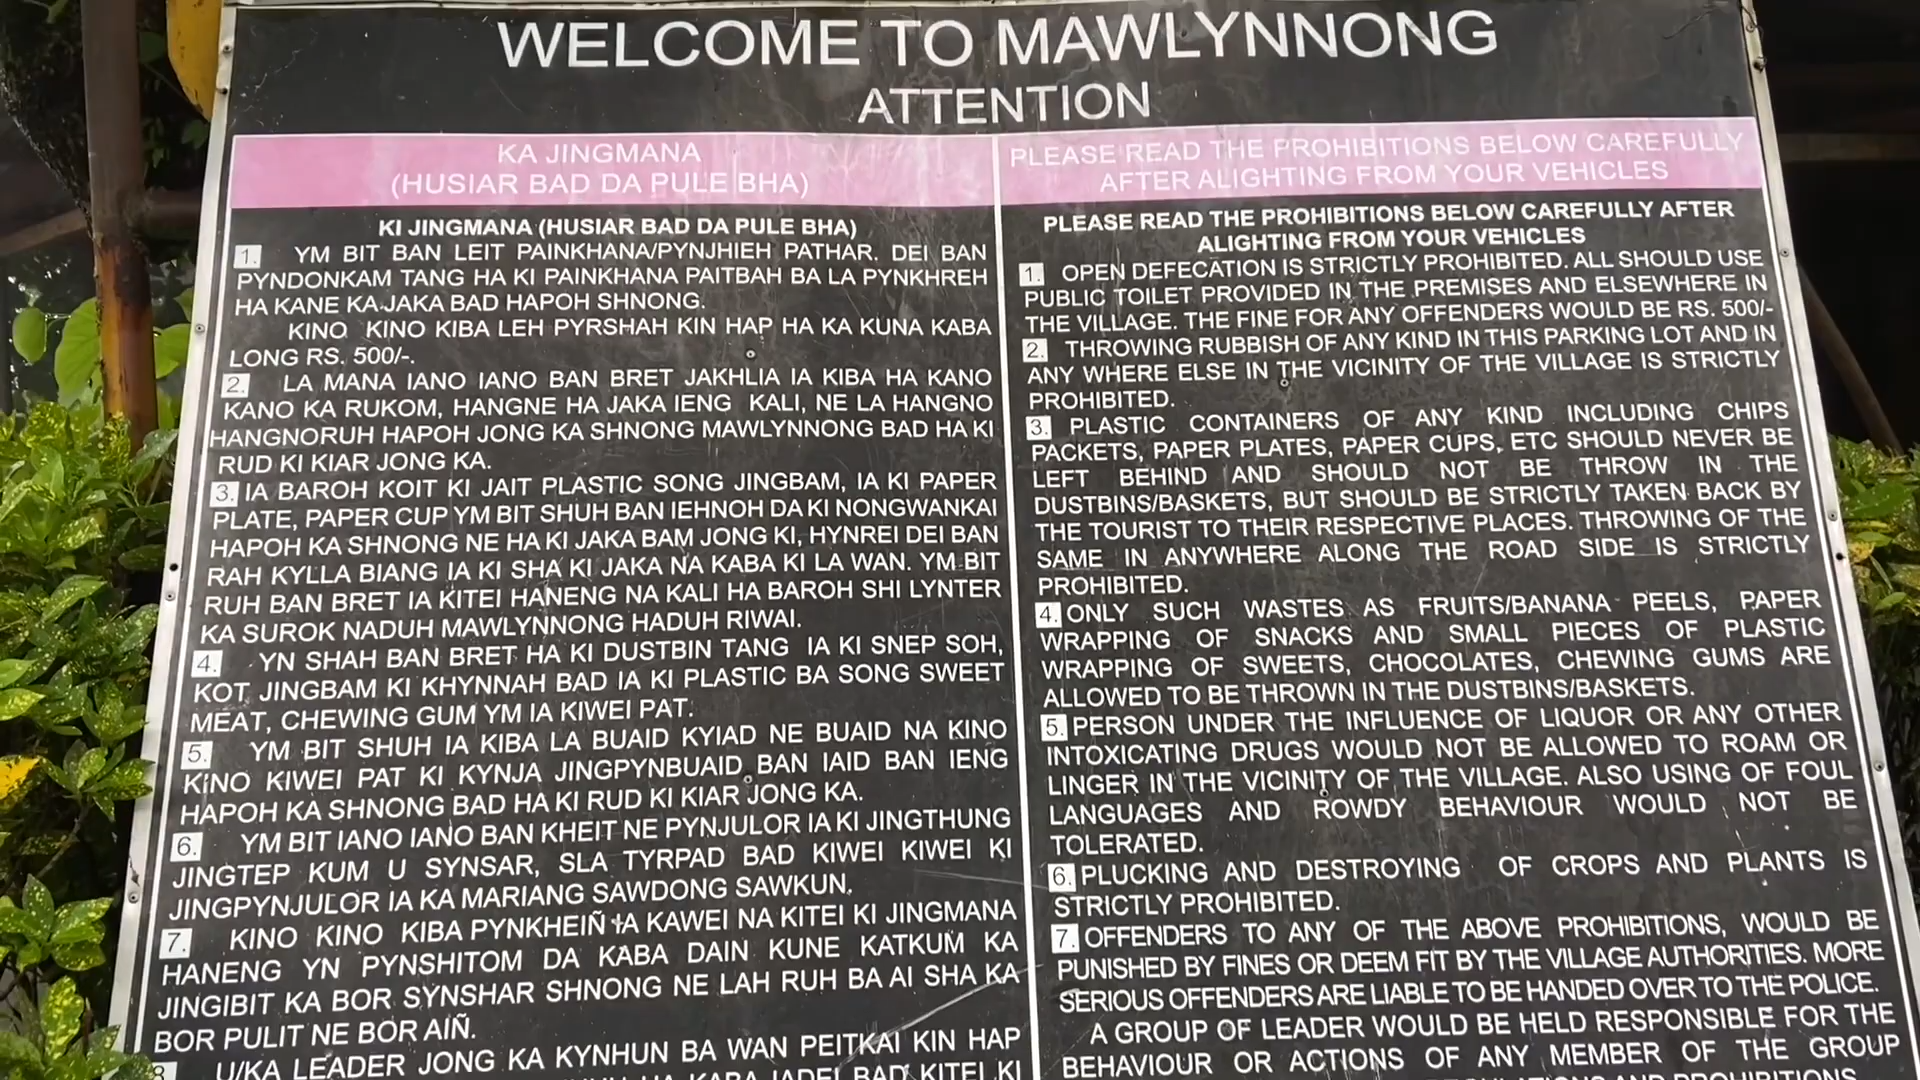 WELCOME TO MAWLYNNONG
ATTENTION
KA JINGMANA
(HUSIAR BAD DA PULE BHA)
KI JINGMANA (HUSIAR BAD DA PULE BHA)
1. YM BIT BAN LEIT PAINKHANA/PYNJHIEH PATHAR. DEI BAN
PYNDONKAM TANG HA KI PAINKHANA PAITBAH BA LA PYNKHREH
HA KANE KA JAKA BAD HAPOH SHNONG.
KINO KINO KIBA LEH PYRSHAH KIN HAP HA KA KUNA KABA
LONG RS. 500/-.
2. LA MANA IANO IANO BAN BRET JAKHLIA IA KIBA HA KANO
KANO KA RUKOM, HANGNE HA JAKA IENG KALI, NE LA HANGNO
HANGNORUH HAPOH JONG KA SHNONG MAWLYNNONG BAD HA KI
RUD KI KIAR JONG KA.
3. IA BAROH KOIT KI JAIT PLASTIC SONG JINGBAM, IA KI PAPER
PLATE, PAPER CUP YM BIT SHUH BAN IEHNOH DA KI NONGWANKAI
HAPOH KA SHNONG NE HA KI JAKA BAM JONG KI, HYNREI DEI BAN
RAH KYLLA BIANG IA KI SHA KI JAKA NA KABA KI LA WAN. YM BIT
RUH BAN BRET IA KITEI HANENG NA KALI HA BAROH SHI LYNTER
KA SUROK NADUH MAWLYNNONG HADUH RIWAI.
4. YN SHAH BAN BRET HA KI DUSTBIN TANG IA KI SNEP SOH,
KOT JINGBAM KI KHYNNAH BAD IA KI PLASTIC BA SONG SWEET
MEAT, CHEWING GUM YM IA KIWEI PAT.
5. YM BIT SHUH IA KIBA LA BUAID KYIAD NE BUAID NA KINO
KINO KIWEI PAT KI KYNJA JINGPYNBUAID BAN IAID BAN IENG
HAPOH KA SHNONG BAD HA KI RUD KI KIAR JONG KA.
6. YM BIT IANO IANO BAN KHEIT NE PYNJULOR IA KI JINGTHUNG
JINGTEP KUM U SYNSAR, SLA TYRPAD BAD KIWEI KIWEI KI
JINGPYNJULOR IA KA MARIANG SAWDONG SAWKUN.
7. KINO KINO KIBA PYNKHEIÑ IA KAWEI NA KITEI KI JINGMANA
HANENG YN PYNSHITOM DA KABA DAIN KUNE KATKUM KA
JINGIBIT KA BOR SYNSHAR SHNONG NE LAH RUH BA AI SHA KA
BOR PULIT NE BOR AIÑ.
8. U/KA LEADER JONG KA KYNHUN BA WAN PEITKAI KIN HAP
HA KABA IADEI BAD KITEI KI
PLEASE READ THE PROHIBITIONS BELOW CAREFULLY
AFTER ALIGHTING FROM YOUR VEHICLES
PLEASE READ THE PROHIBITIONS BELOW CAREFULLY AFTER
ALIGHTING FROM YOUR VEHICLES
1. OPEN DEFECATION IS STRICTLY PROHIBITED. ALL SHOULD USE
PUBLIC TOILET PROVIDED IN THE PREMISES AND ELSEWHERE IN
THE VILLAGE. THE FINE FOR ANY OFFENDERS WOULD BE RS. 500/-
2. THROWING RUBBISH OF ANY KIND IN THIS PARKING LOT AND IN
ANY WHERE ELSE IN THE VICINITY OF THE VILLAGE IS STRICTLY
PROHIBITED.
3. PLASTIC CONTAINERS OF ANY KIND INCLUDING CHIPS
PACKETS, PAPER PLATES, PAPER CUPS, ETC SHOULD NEVER BE
LEFT BEHIND AND SHOULD NOT BE THROW IN THE
DUSTBINS/BASKETS, BUT SHOULD BE STRICTLY TAKEN BACK BY
THE TOURIST TO THEIR RESPECTIVE PLACES. THROWING OF THE
SAME IN ANYWHERE ALONG THE ROAD SIDE IS STRICTLY
PROHIBITED.
4. ONLY SUCH WASTES AS FRUITS/BANANA PEELS, PAPER
WRAPPING OF SNACKS AND SMALL PIECES OF PLASTIC
WRAPPING OF SWEETS, CHOCOLATES, CHEWING GUMS ARE
ALLOWED TO BE THROWN IN THE DUSTBINS/BASKETS.
5. PERSON UNDER THE INFLUENCE OF LIQUOR OR ANY OTHER
INTOXICATING DRUGS WOULD NOT BE ALLOWED TO ROAM OR
LINGER IN THE VICINITY OF THE VILLAGE. ALSO USING OF FOUL
LANGUAGES AND ROWDY BEHAVIOUR WOULD NOT BE
TOLERATED.
6. PLUCKING AND DESTROYING OF CROPS AND PLANTS IS
STRICTLY PROHIBITED.
7. OFFENDERS TO ANY OF THE ABOVE PROHIBITIONS, WOULD BE
PUNISHED BY FINES OR DEEM FIT BY THE VILLAGE AUTHORITIES. MORE
SERIOUS OFFENDERS ARE LIABLE TO BE HANDED OVER TO THE POLICE.
A GROUP OF LEADER WOULD BE HELD RESPONSIBLE FOR THE
BEHAVIOUR OR ACTIONS OF ANY MEMBER OF THE GROUP
AND PROHIBITIONS.